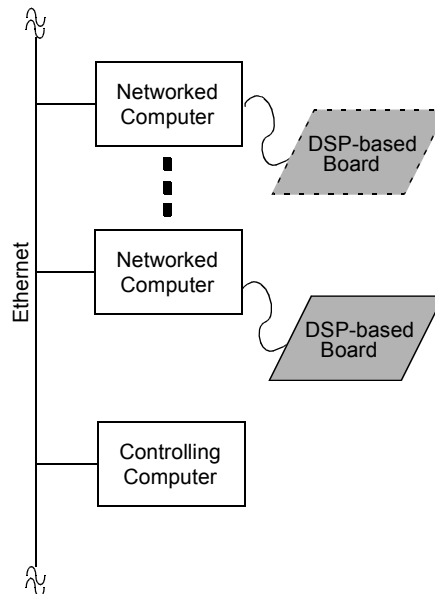 Networked
Computer
DSP-based
Board
Ethernet
Networked
Computer
DSP-based
Board
Controlling
Computer